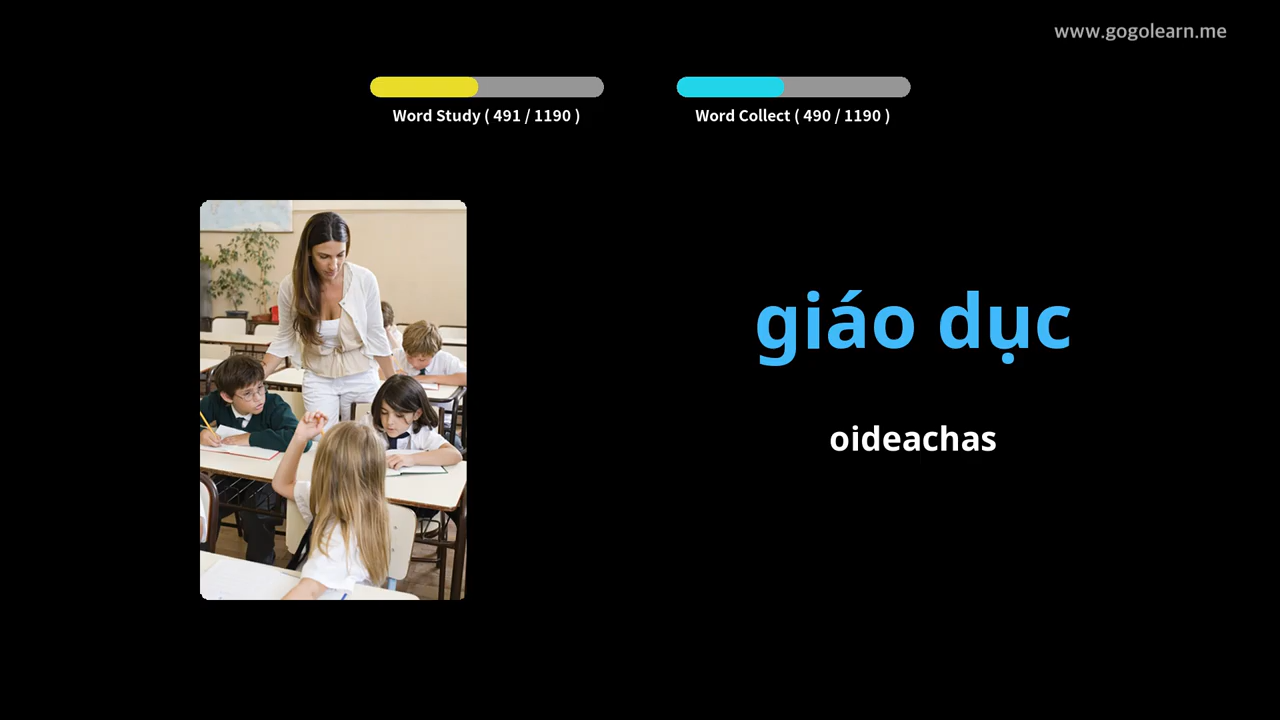 www.gogolearn.me
Word Study ( 491 / 1190 )
Word Collect ( 490 / 1190 )
giáo dục
oideachas